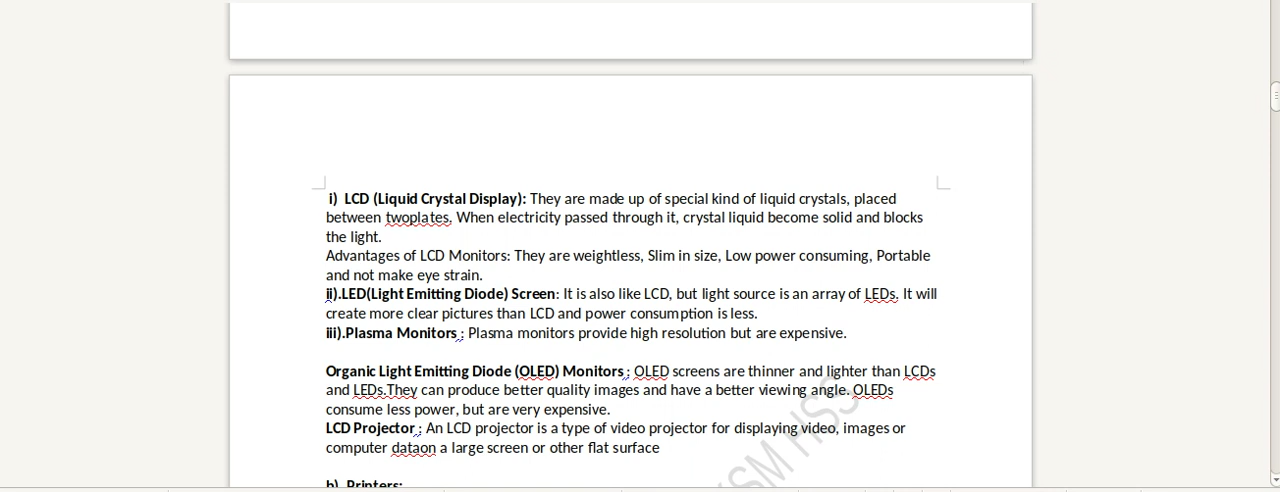 i) LCD (Liquid Crystal Display): They are made up of special kind of liquid crystals, placed
between twoplates. When electricity passed through it, crystal liquid become solid and blocks
the light.
Advantages of LCD Monitors: They are weightless, Slim in size, Low power consuming, Portable
and not make eye strain.
ii).LED(Light Emitting Diode) Screen: It is also like LCD, but light source is an array of LEDs. It will
create more clear pictures than LCD and power consumption is less.
iii).Plasma Monitors : Plasma monitors provide high resolution but are expensive.
Organic Light Emitting Diode (OLED) Monitors : OLED screens are thinner and lighter than LCDs
and LEDs.They can produce better quality images and have a better viewing angle. OLEDs
consume less power, but are very expensive.
LCD Projector : An LCD projector is a type of video projector for displaying video, images or
computer dataon a large screen or other flat surface
b) Printers:
SM HSS